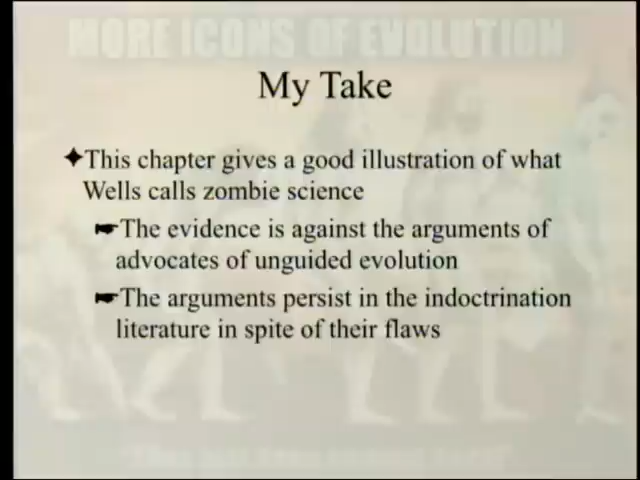 MORE ICONS OF EVOLUTION
My Take
✦This chapter gives a good illustration of what
Wells calls zombie science
☛The evidence is against the arguments of
advocates of unguided evolution
☛The arguments persist in the indoctrination
literature in spite of their flaws